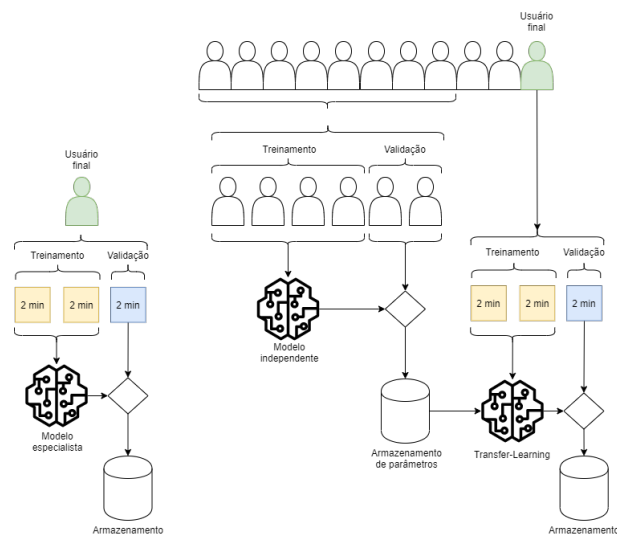 Usuário
final
Treinamento
Validação
Usuário
final
Treinamento
Validação
2 min
2 min
2 min
Modelo
especialista
Armazenamento
Modelo
independente
Armazenamento
de parâmetros
Treinamento
Validação
2 min
2 min
2 min
Transfer-Learning
Armazenamento